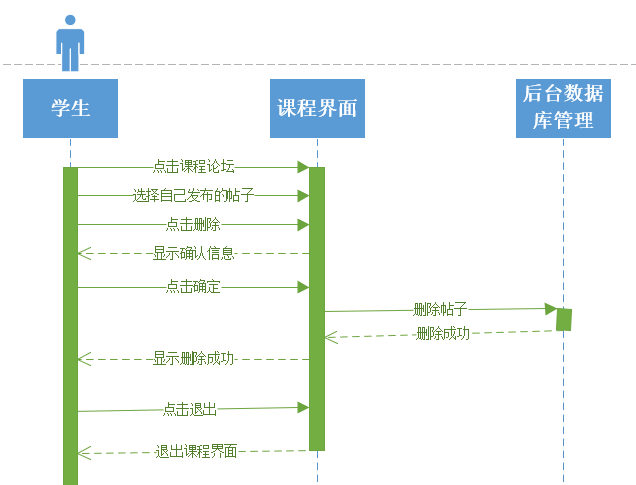 学生
课程界面
后台数据
库管理
点击课程论坛
选择自己发布的帖子
点击删除
显示确认信息
点击确定
删除帖子
删除成功
显示删除成功
点击退出
退出课程界面